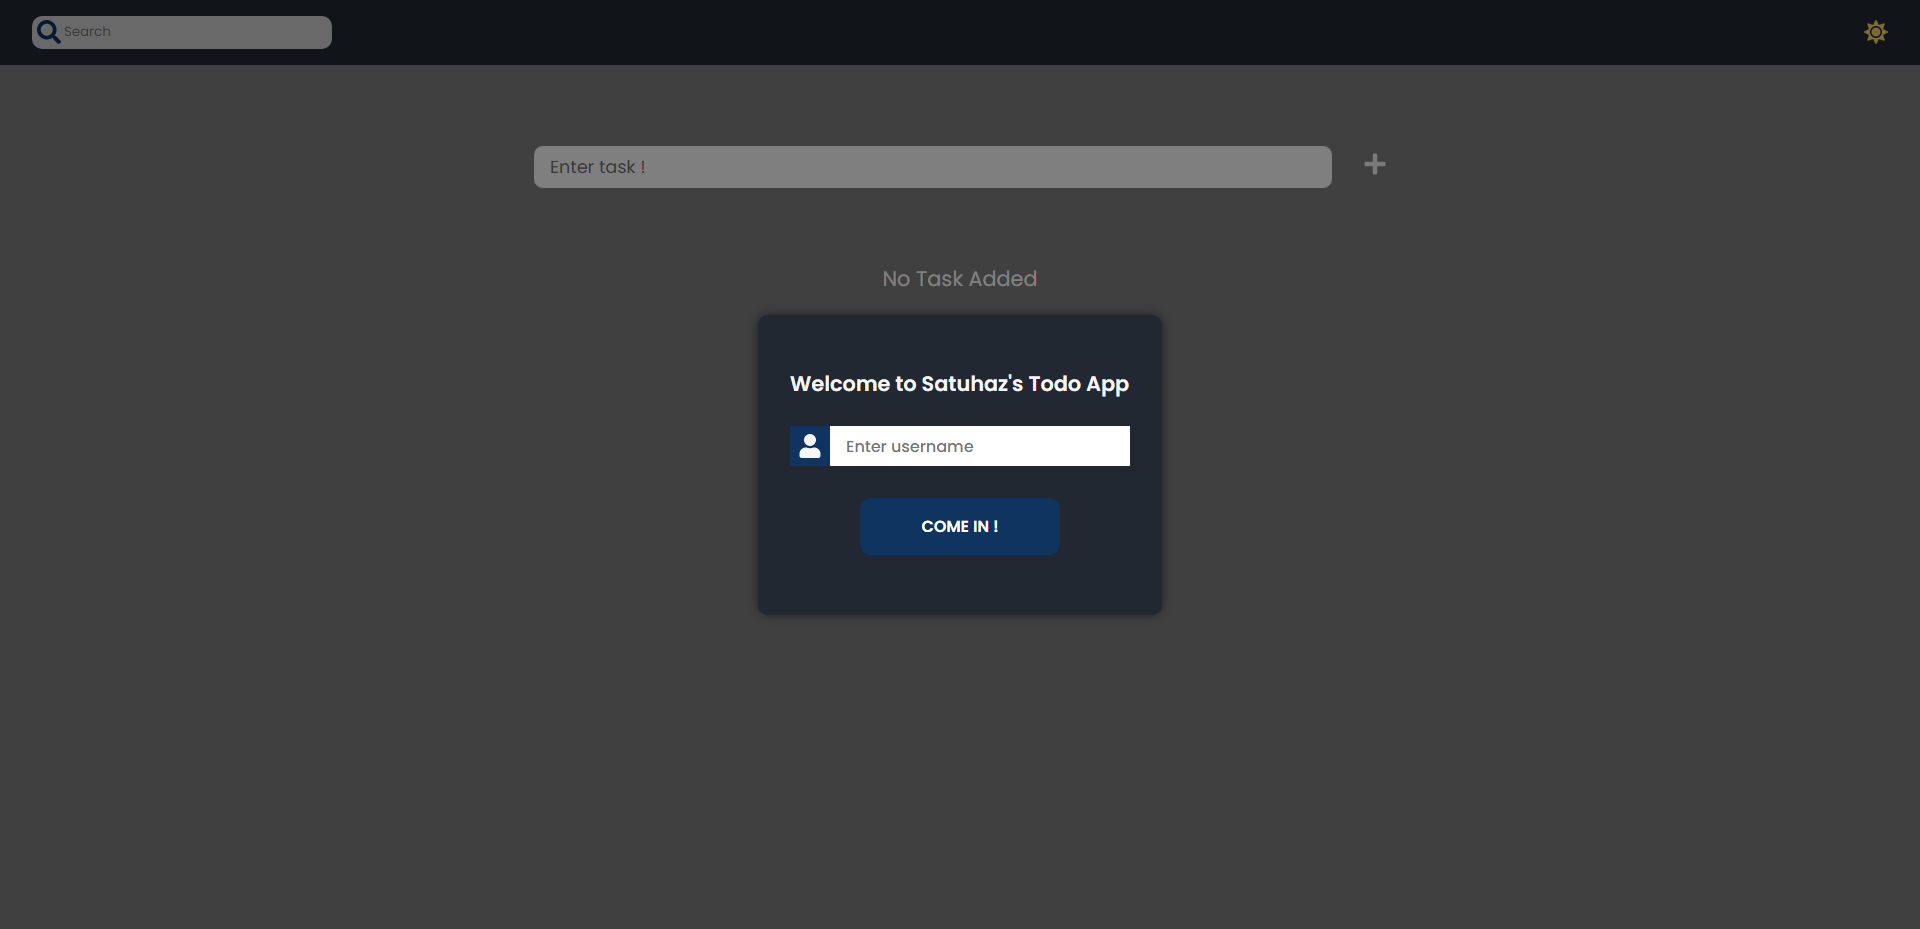 Search
Enter task !
No Task Added
Welcome to Satuhaz's Todo App
Enter username
COME IN !